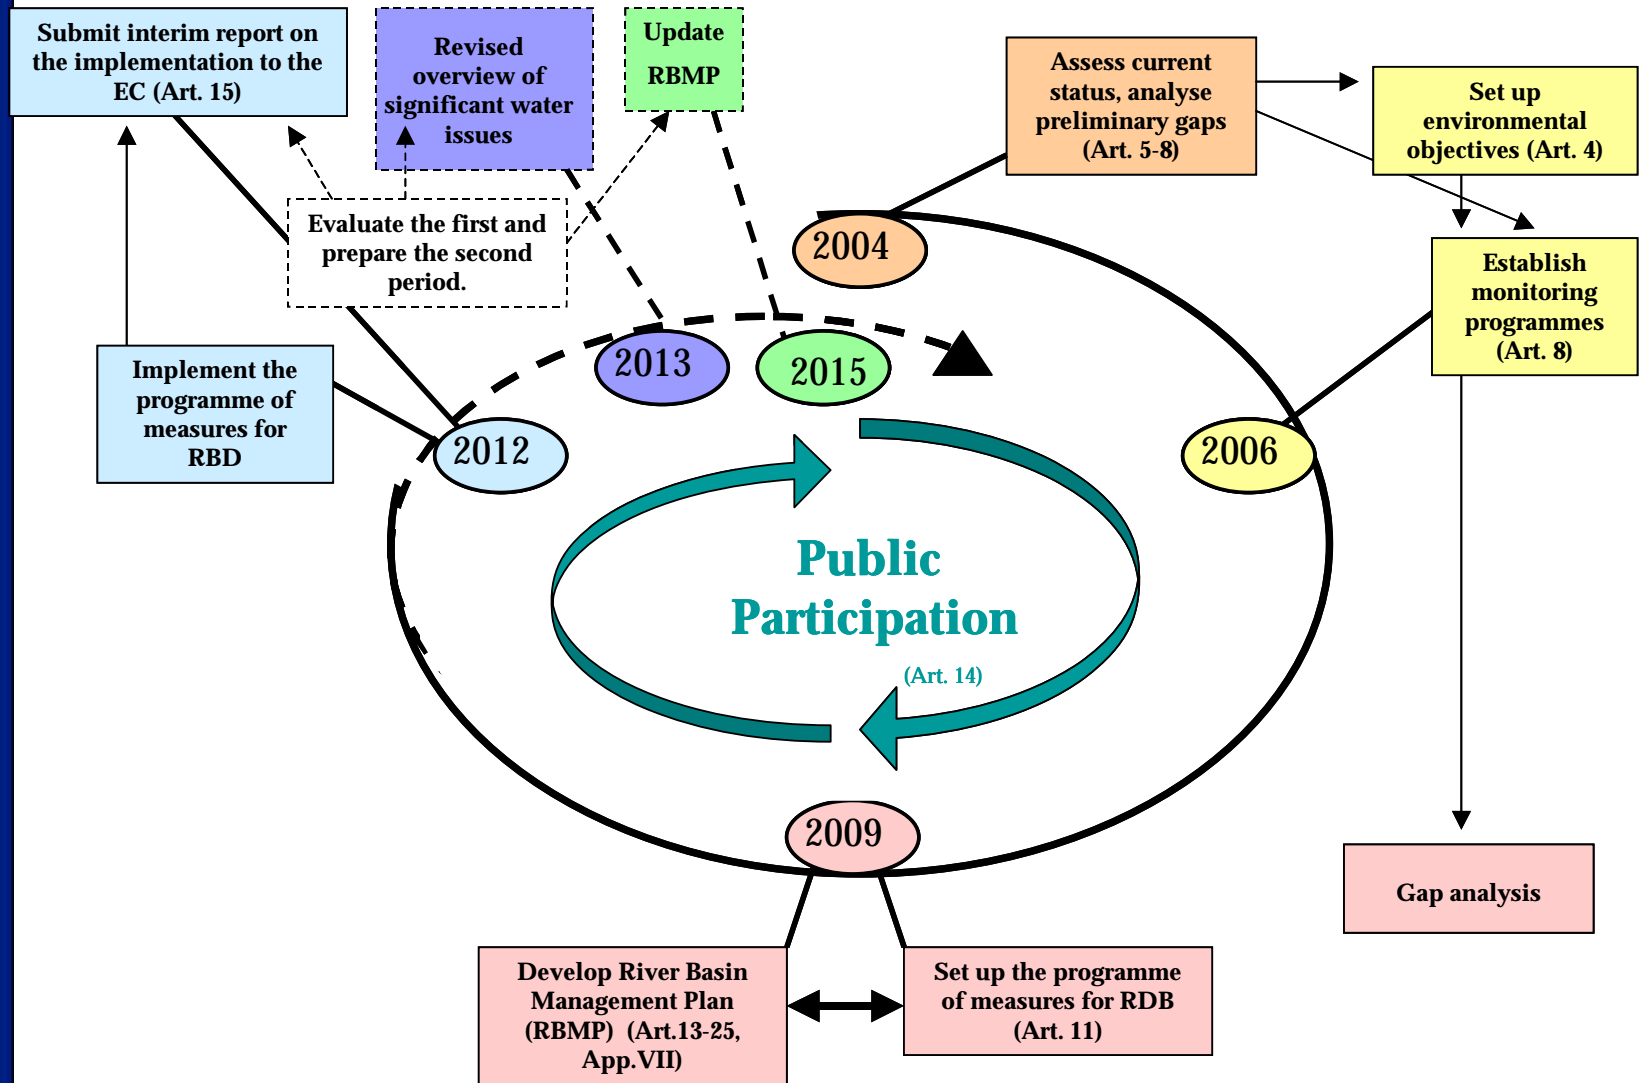 Submit interim report on
the implementation to the
EC (Art. 15)
Revised
overview of
significant water
issues
Update
RBMP
Assess current
status, analyse
preliminary gaps
(Art. 5-8)
Set up
environmental
objectives (Art. 4)
Evaluate the first and
prepare the second
period.
2004
Establish
monitoring
programmes
(Art. 8)
Implement the
programme of
measures for
RBD
2013
2015
2012
2006
Public
Participation
(Art. 14)
2009
Gap analysis
Develop River Basin
Management Plan
(RBMP) (Art.13-25,
App.VII)
Set up the programme
of measures for RDB
(Art. 11)